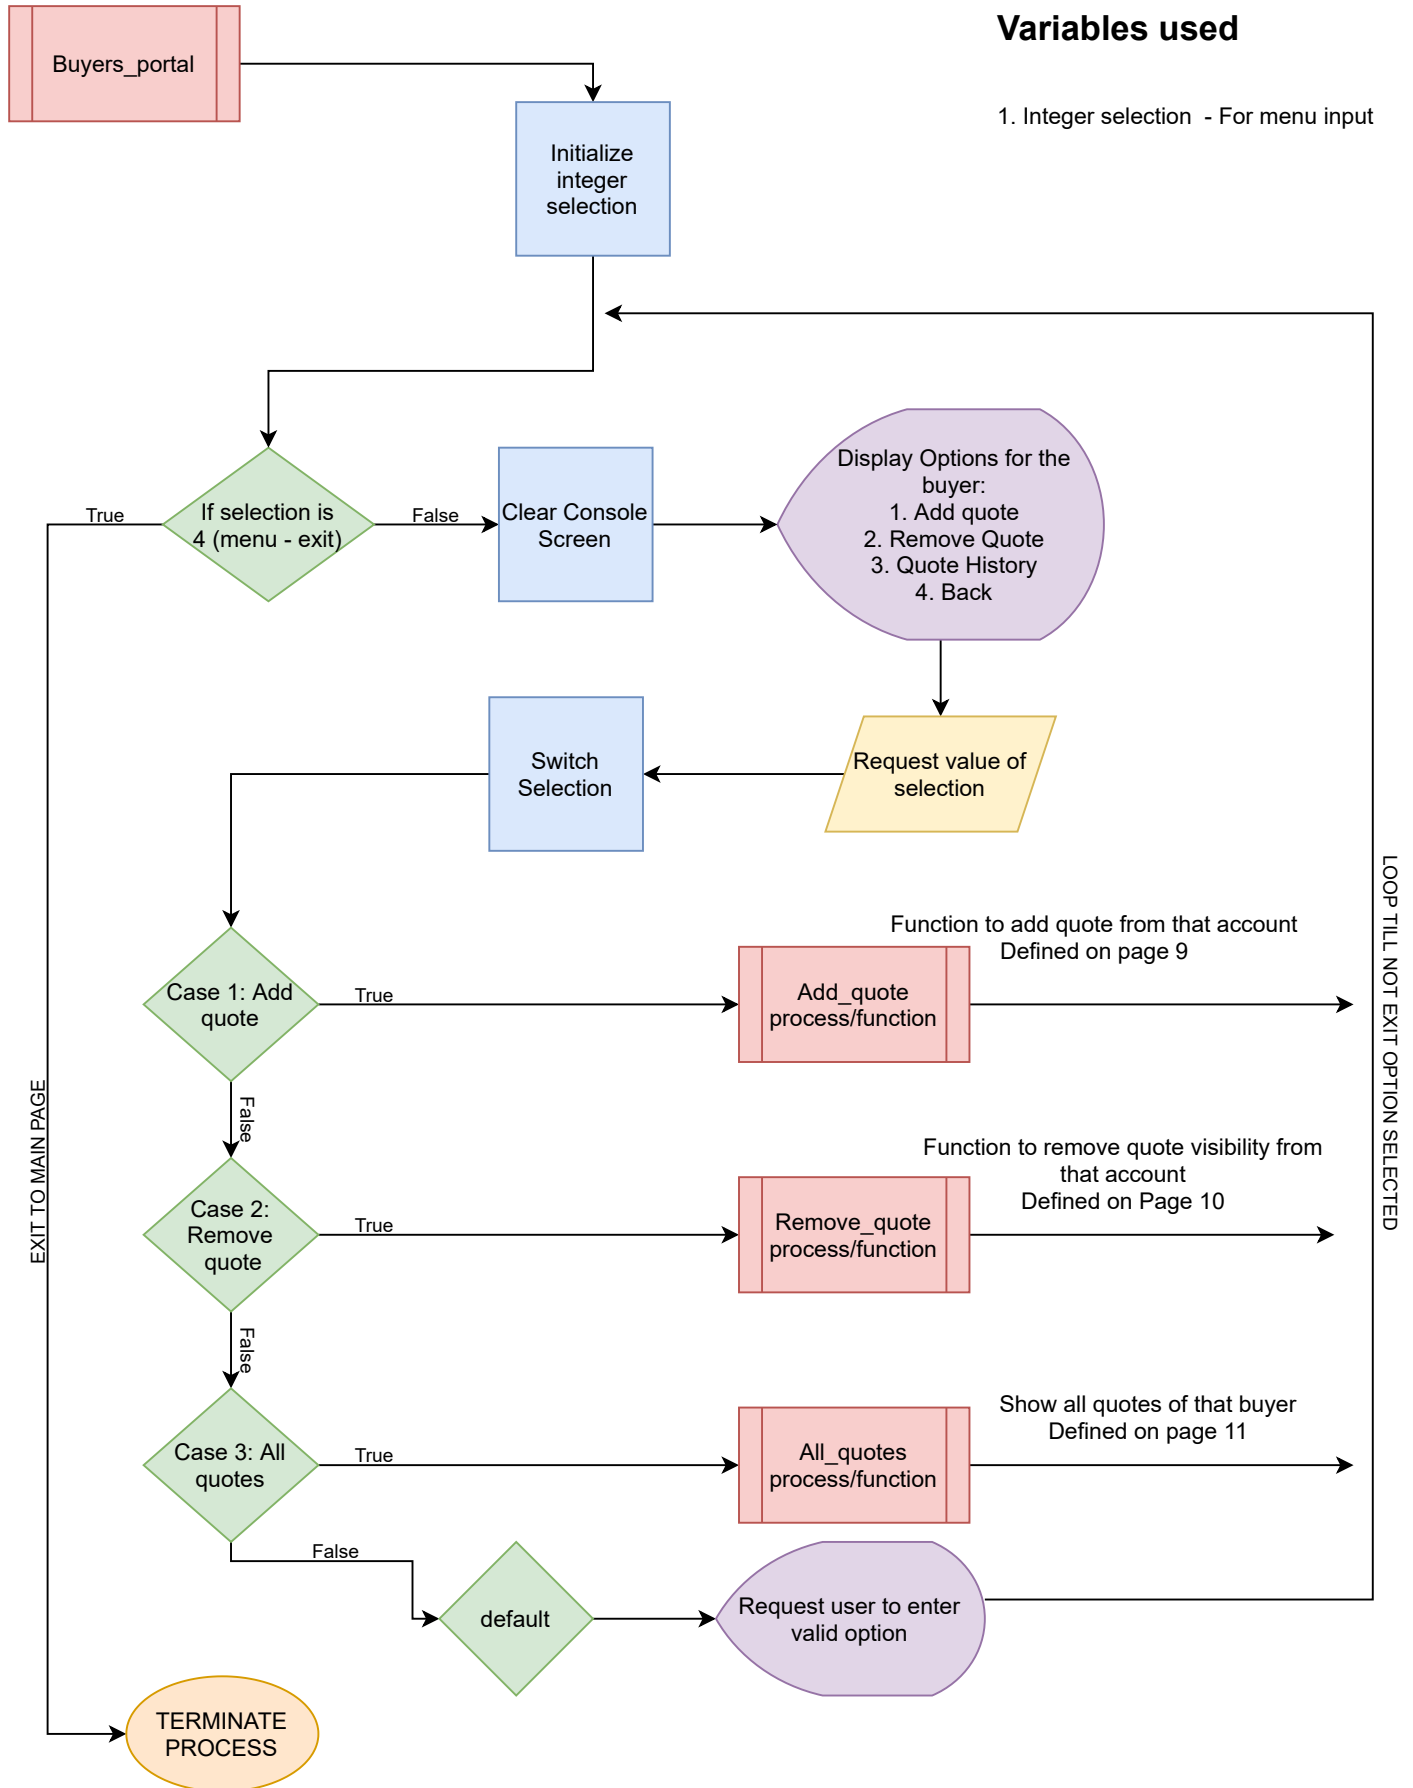 Variables used
Buyers_portal
1. Integer selection  - For menu input
Initialize
integer
selection
If selection is
4 (menu - exit)
True
False
Clear Console
Screen
Display Options for the
buyer:
1. Add quote
2. Remove Quote
3. Quote History
4. Back
Switch
Selection
Request value of
selection
Function to add quote from that account
Defined on page 9
Case 1: Add
quote
True
Add_quote
process/function
False
Function to remove quote visibility from
that account
Defined on Page 10
Case 2:
Remove
quote
True
Remove_quote
process/function
False
Show all quotes of that buyer
Defined on page 11
Case 3: All
quotes
True
All_quotes
process/function
False
default
Request user to enter
valid option
EXIT TO MAIN PAGE
LOOP TILL NOT EXIT OPTION SELECTED
TERMINATE
PROCESS